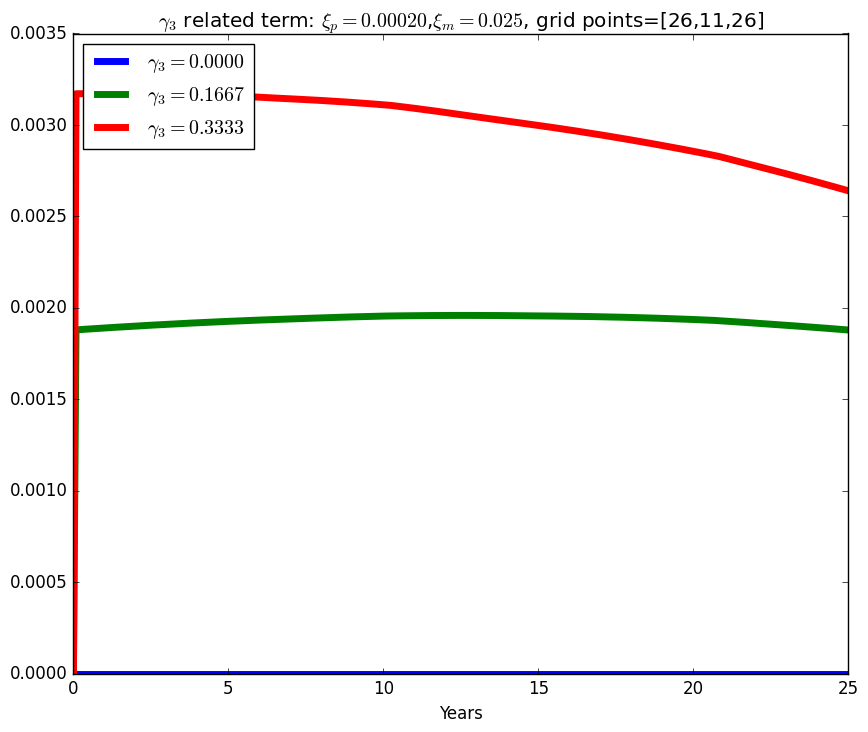 γ₃ related term: ξₚ = 0.00020,ξₘ = 0.025, grid points=[26,11,26]
γ₃ = 0.0000
γ₃ = 0.1667
γ₃ = 0.3333
0.0035
0.0030
0.0025
0.0020
0.0015
0.0010
0.0005
0.0000
0 5 10 15 20 25
Years